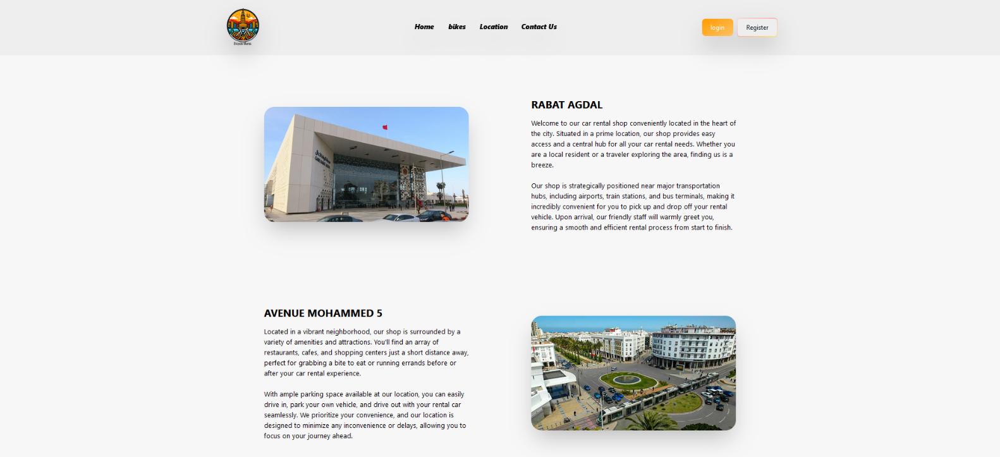 Bicycle Maroc
Home
bikes
Location
Contact Us
login
Register
RABAT AGDAL
Welcome to our car rental shop conveniently located in the heart of
the city. Situated in a prime location, our shop provides easy
access and a central hub for all your car rental needs. Whether you
are a local resident or a traveler exploring the area, finding us is a
breeze.
Our shop is strategically positioned near major transportation
hubs, including airports, train stations, and bus terminals, making it
incredibly convenient for you to pick up and drop off your rental
vehicle. Upon arrival, our friendly staff will warmly greet you,
ensuring a smooth and efficient rental process from start to finish.
AVENUE MOHAMMED 5
Located in a vibrant neighborhood, our shop is surrounded by a
variety of amenities and attractions. You'll find an array of
restaurants, cafes, and shopping centers just a short distance away,
perfect for grabbing a bite to eat or running errands before or
after your car rental experience.
With ample parking space available at our location, you can easily
drive in, park your own vehicle, and drive out with your rental car
seamlessly. We prioritize your convenience, and our location is
designed to minimize any inconvenience or delays, allowing you to
focus on your journey ahead.